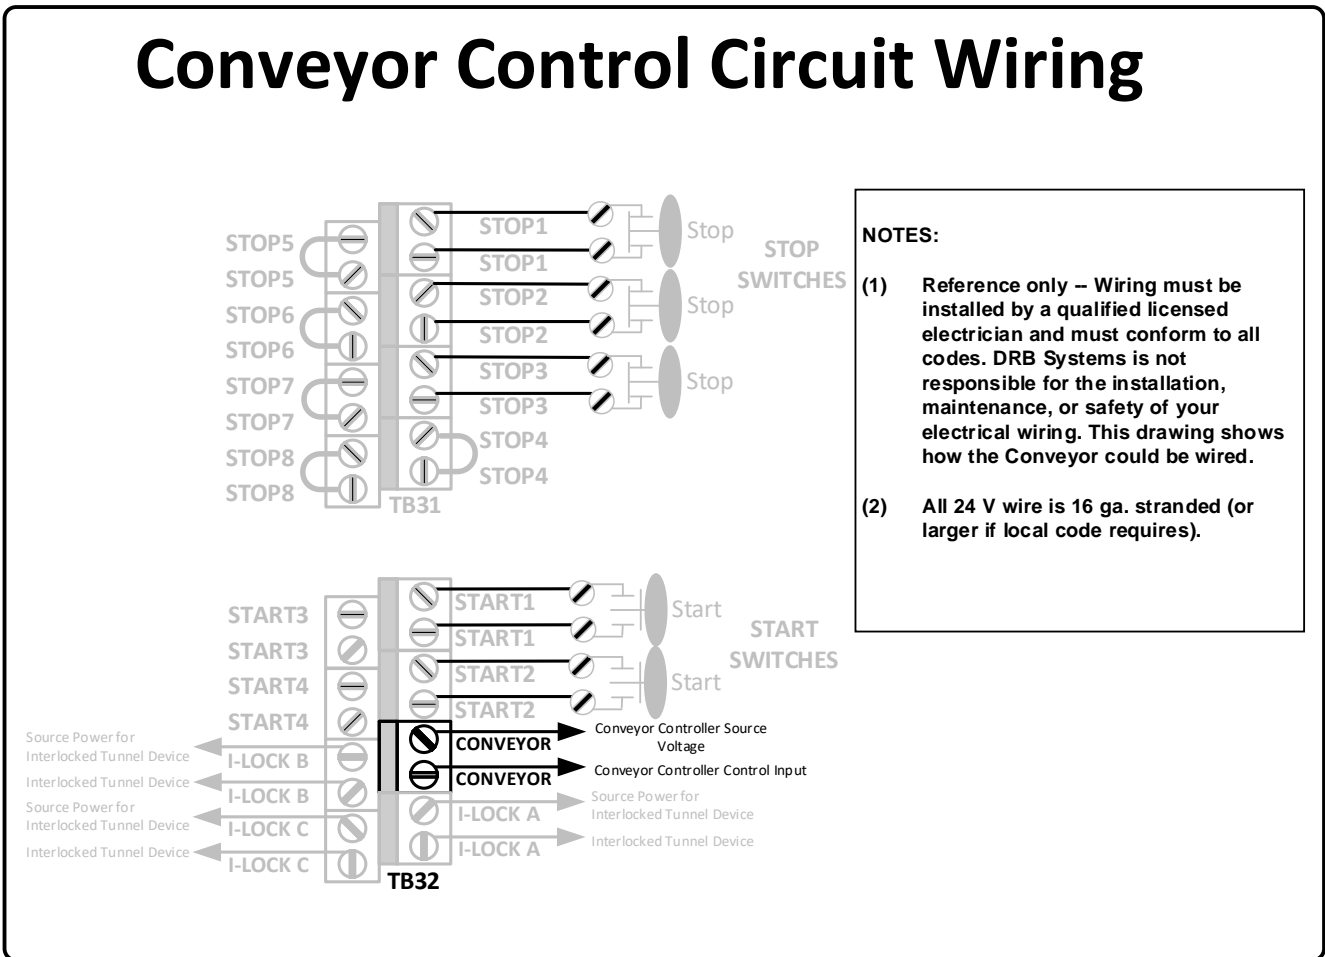 Conveyor Control Circuit Wiring
STOP5
STOP5
STOP6
STOP6
STOP7
STOP7
STOP8
STOP8
STOP1
STOP1
STOP2
STOP2
STOP3
STOP3
STOP4
STOP4
TB31
Stop
Stop
Stop
STOP
SWITCHES
NOTES:
(1) Reference only -- Wiring must be
installed by a qualified licensed
electrician and must conform to all
codes. DRB Systems is not
responsible for the installation,
maintenance, or safety of your
electrical wiring. This drawing shows
how the Conveyor could be wired.
(2) All 24 V wire is 16 ga. stranded (or
larger if local code requires).
START3
START3
START4
START4
I-LOCK B
I-LOCK B
I-LOCK C
I-LOCK C
Source Power for
Interlocked Tunnel Device
Interlocked Tunnel Device
Source Power for
Interlocked Tunnel Device
Interlocked Tunnel Device
START1
START1
START2
START2
CONVEYOR
CONVEYOR
I-LOCK A
I-LOCK A
TB32
Start
Start
START
SWITCHES
Conveyor Controller Source
Voltage
Conveyor Controller Control Input
Source Power for
Interlocked Tunnel Device
Interlocked Tunnel Device